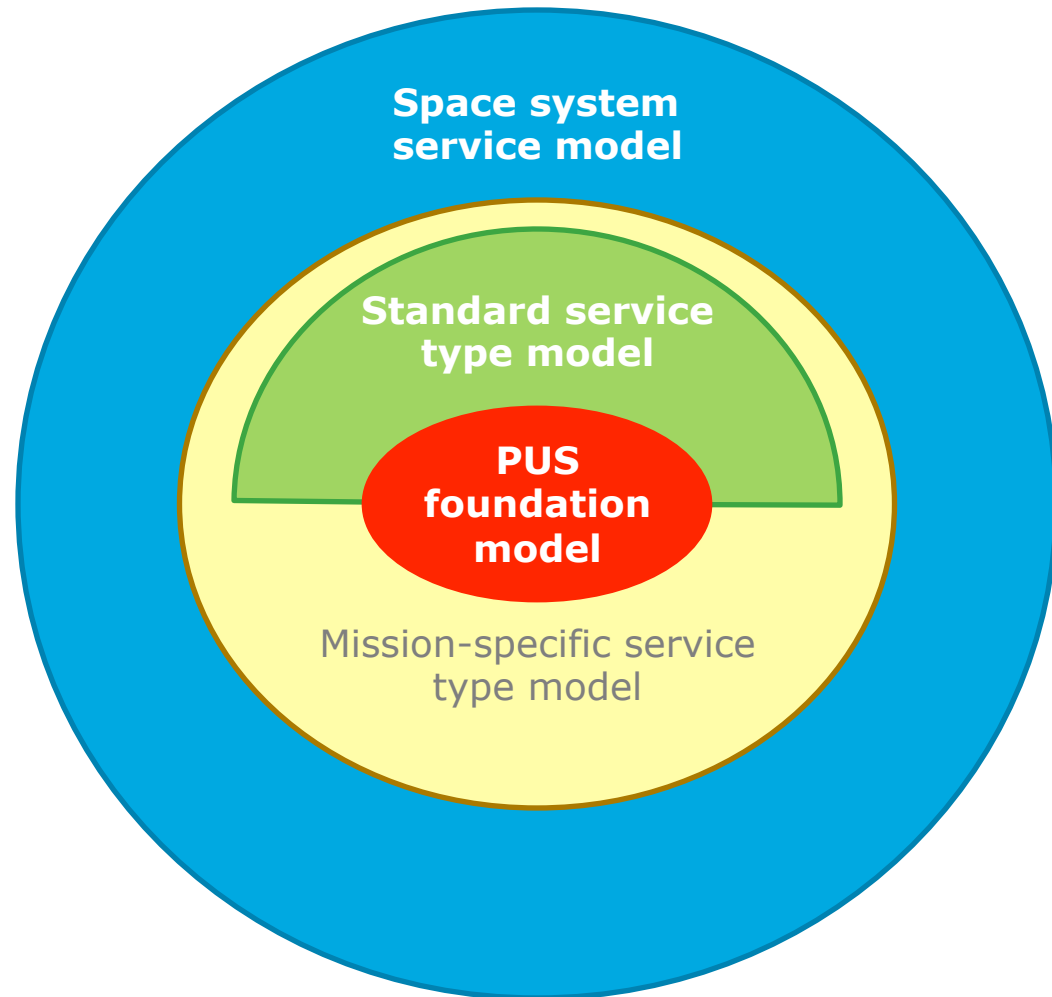 Space system
service model
Standard service
type model
PUS
foundation
model
Mission-specific service
type model